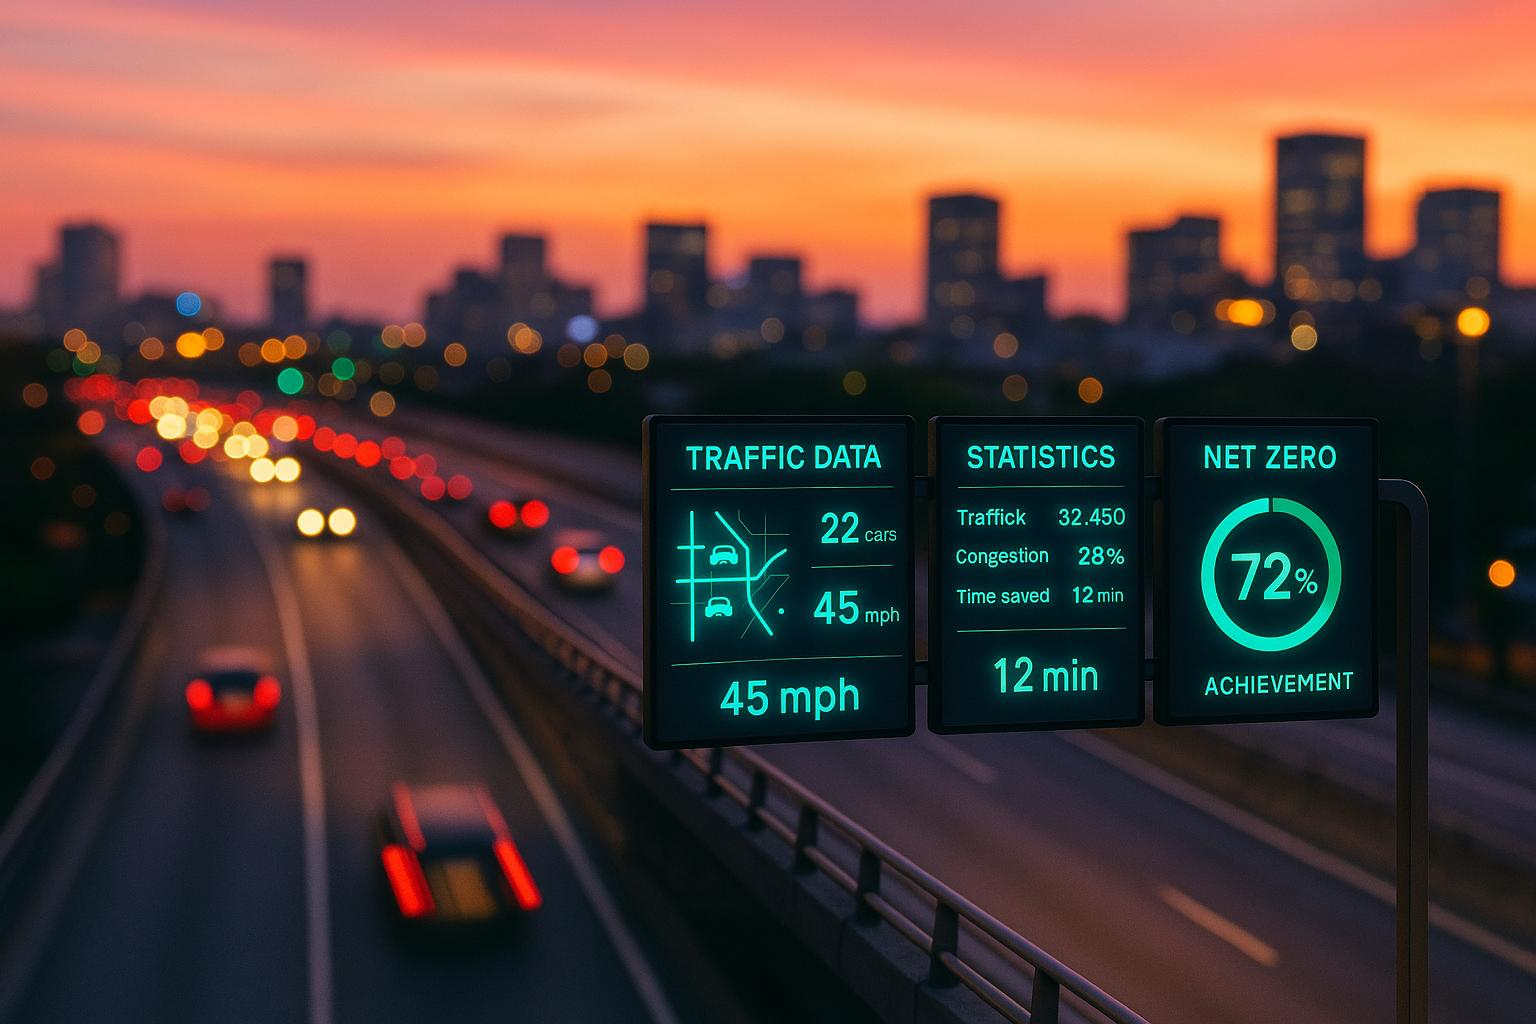 TRAFFIC DATA
22 cars
45 mph
45 mph
STATISTICS
Traffick 32.450
Congestion 28%
Time saved 12 min
12 min
NET ZERO
72%
ACHIEVEMENT